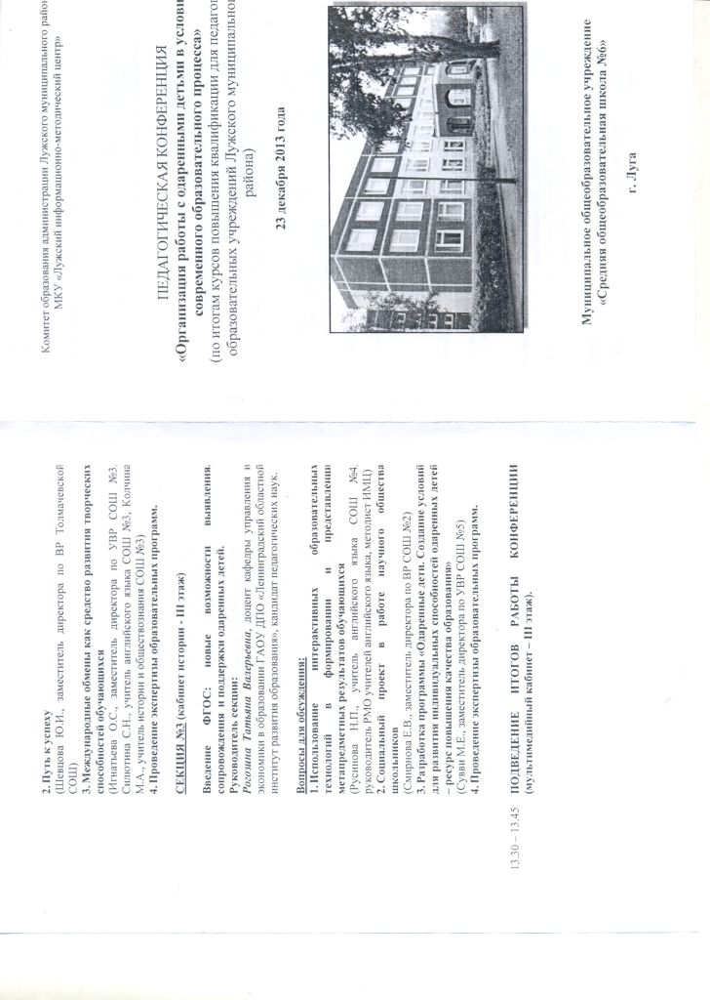 2. Путь к успеху
(Шевцова Ю.И., заместитель директора по ВР Толмачевской
СОШ)
3. Международные обмены как средство развития творческих
способностей обучающихся
(Игнатьева О.С., заместитель директора по УВР СОШ №3,
Силютина С.Н., учитель английского языка СОШ №3, Колчина
М.А., учитель истории и обществознания СОШ №3)
4. Проведение экспертизы образовательных программ.
СЕКЦИЯ №3 (кабинет истории - III этаж)
Введение ФГОС: новые возможности выявления,
сопровождения и поддержки одаренных детей.
Руководитель секции:
Рогозина Татьяна Валерьевна, доцент кафедры управления и
экономики в образовании ГАОУ ДПО «Ленинградский областной
институт развития образования», кандидат педагогических наук.
Вопросы для обсуждения:
1. Использование интерактивных образовательных
технологий в формировании и представлении
метапредметных результатов обучающихся
(Русинова Н.П., учитель английского языка СОШ №4,
руководитель РМО учителей английского языка, методист ИМЦ)
2. Социальный проект в работе научного общества
школьников
(Смирнова Е.В., заместитель директора по ВР СОШ №2)
3. Разработка программы «Одаренные дети. Создание условий
для развития индивидуальных способностей одаренных детей
– ресурс повышения качества образования»
(Сувви М.Е., заместитель директора по УВР СОШ №5)
4. Проведение экспертизы образовательных программ.
13.30 – 13.45 ПОДВЕДЕНИЕ ИТОГОВ РАБОТЫ КОНФЕРЕНЦИИ
(мультимедийный кабинет – III этаж).
Комитет образования администрации Лужского муниципального райо
МКУ «Лужский информационно-методический центр»
ПЕДАГОГИЧЕСКАЯ КОНФЕРЕНЦИЯ
«Организация работы с одаренными детьми в услови
современного образовательного процесса»
(по итогам курсов повышения квалификации для педагог
образовательных учреждений Лужского муниципально
района)
23 декабря 2013 года
Муниципальное общеобразовательное учреждение
«Средняя общеобразовательная школа №6»
г. Луга